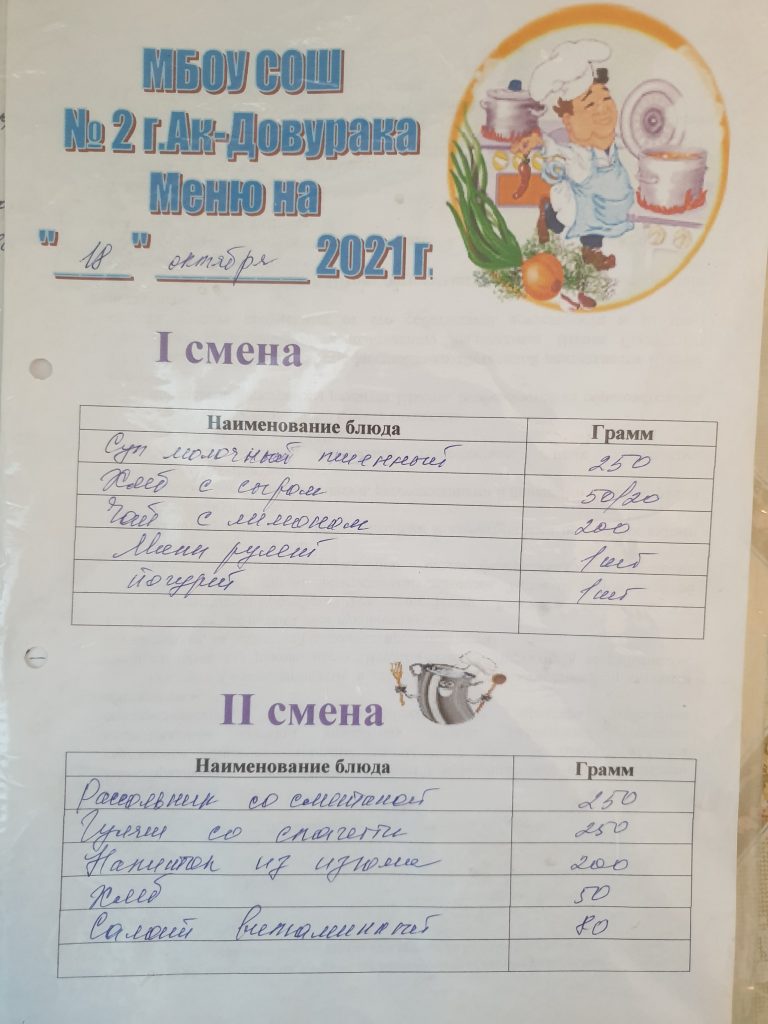 МБОУ СОШ
№ 2 г.Ак-Довурака
Меню на
"18" октября 2021 г.
I смена
Наименование блюда Грамм
Суп молочный пшенный 250
Хлеб с сыром 50/20
Чай с лимоном 200
Мини рулет 1шт
йогурт 1шт
II смена
Наименование блюда Грамм
Рассольник со сметаной 250
Гуляш со спагетти 250
Напиток из изюма 200
Хлеб 50
Салат витаминный 80